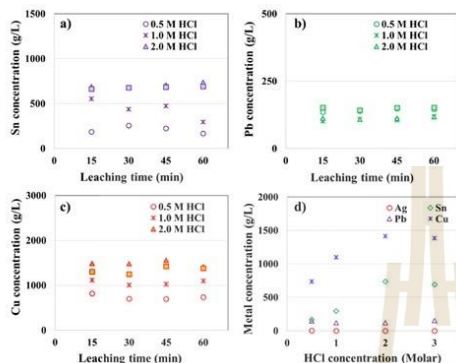 a)
○ 0.5 M HCl
× 1.0 M HCl
△ 2.0 M HCl
Sn concentration (g/L)
1500
1000
500
0
0 15 30 45 60
Leaching time (min)
b)
○ 0.5 M HCl
× 1.0 M HCl
△ 2.0 M HCl
Pb concentration (g/L)
500
250
0
0 15 30 45 60
Leaching time (min)
c)
○ 0.5 M HCl
× 1.0 M HCl
△ 2.0 M HCl
Cu concentration (g/L)
3000
2000
1000
0
0 15 30 45 60
Leaching time (min)
d)
○ Ag ◇ Sn
△ Pb × Cu
Metal concentration (g/L)
2000
1500
1000
500
0
0 1 2 3
HCl concentration (Molar)